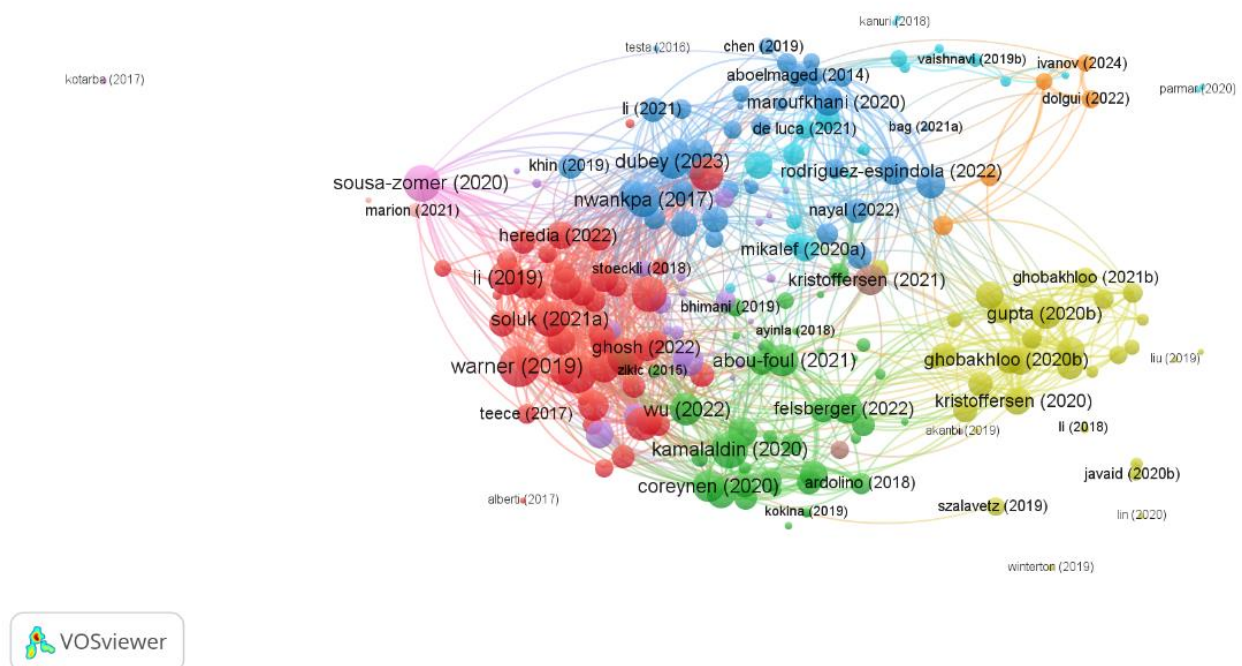 kanuri (2018)
testa (2016)
chen (2019)
kotarba (2017)
vaishnavi (2019b)
ivanov (2024)
aboelmaged (2014)
parmar (2020)
dolgui (2022)
li (2021)
maroufkhani (2020)
de luca (2021)
bag (2021a)
khin (2019)
dubey (2023)
rodriguez-espindola (2022)
sousa-zomer (2020)
nwankpa (2017)
marion (2021)
nayal (2022)
heredia (2022)
mikalef (2020a)
stoeckli (2018)
li (2019)
kristoffersen (2021)
ghobakhloo (2021b)
bhimani (2019)
gupta (2020b)
soluk (2021a)
ayinla (2018)
ghosh (2022)
liu (2019)
warner (2019)
zikic (2015)
abou-foul (2021)
ghobakhloo (2020b)
kristoffersen (2020)
teece (2017)
wu (2022)
felsberger (2022)
akanbi (2019)
li (2018)
kamalaldin (2020)
javaid (2020b)
coreynen (2020)
ardolino (2018)
alberti (2017)
kokina (2019)
szalavetz (2019)
lin (2020)
winterton (2019)
VOSviewer